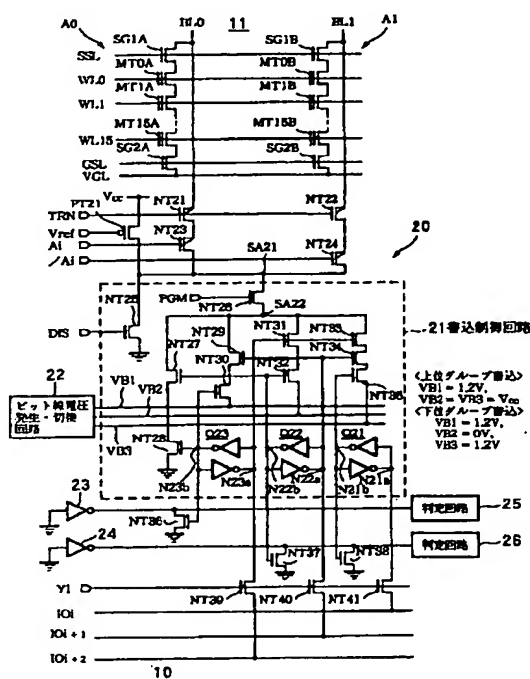 A0
BL0
11
BL1
A1
SG1A
SG1B
SSL
MT0A
MT0B
WL0
MT1A
MT1B
WL1
MT15A
MT15B
WL15
SG2A
SG2B
GSL
VGL
Vcc
PT21
NT21
NT22
TRN
Vref
NT23
NT24
Ai
/Ai
20
SA21
PGM
NT26
SA22
NT25
DIS
NT29
NT31
NT33
NT27
NT30
NT34
NT32
NT35
21書込制御回路
22
ビット線電圧
発生・切換
回路
VB1
VB2
VB3
<上位グループ書込>
VB1=1.2V,
VB2=VB3=Vcc
<下位グループ書込>
VB1=1.2V,
VB2=0V,
VB3=1.2V
NT28
Q23
Q22
Q21
N23b
N23a
N22b
N22a
N21b
N21a
23
NT36
判定回路
25
24
NT37
NT38
判定回路
26
Y1
NT39
NT40
NT41
IOi
IOi+1
IOi+2
10